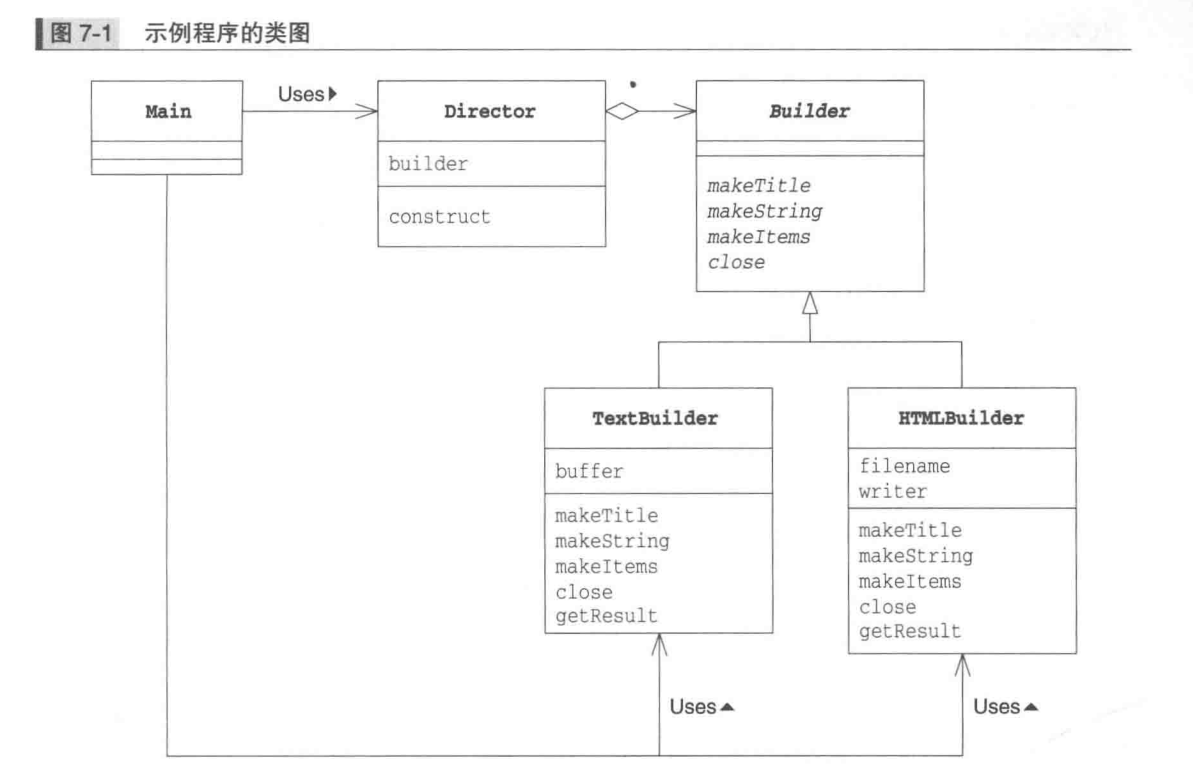 图 7-1 示例程序的类图
Uses▶
Main
Director
Builder
builder
construct
makeTitle
makeString
makeItems
close
TextBuilder
HTMLBuilder
buffer
filename
writer
makeTitle
makeString
makeItems
close
getResult
makeTitle
makeString
makeItems
close
getResult
Uses▲
Uses▲